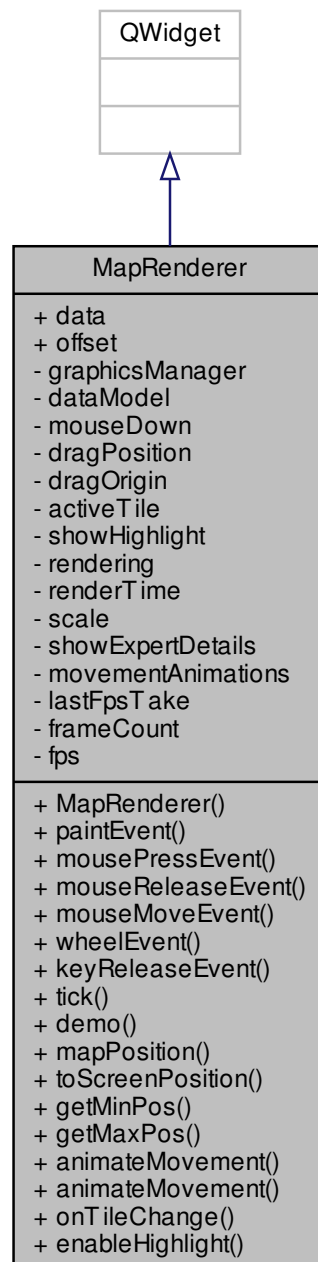 QWidget
MapRenderer
+ data
+ offset
- graphicsManager
- dataModel
- mouseDown
- dragPosition
- dragOrigin
- activeTile
- showHighlight
- rendering
- renderTime
- scale
- showExpertDetails
- movementAnimations
- lastFpsTake
- frameCount
- fps
+ MapRenderer()
+ paintEvent()
+ mousePressEvent()
+ mouseReleaseEvent()
+ mouseMoveEvent()
+ wheelEvent()
+ keyReleaseEvent()
+ tick()
+ demo()
+ mapPosition()
+ toScreenPosition()
+ getMinPos()
+ getMaxPos()
+ animateMovement()
+ animateMovement()
+ onTileChange()
+ enableHighlight()